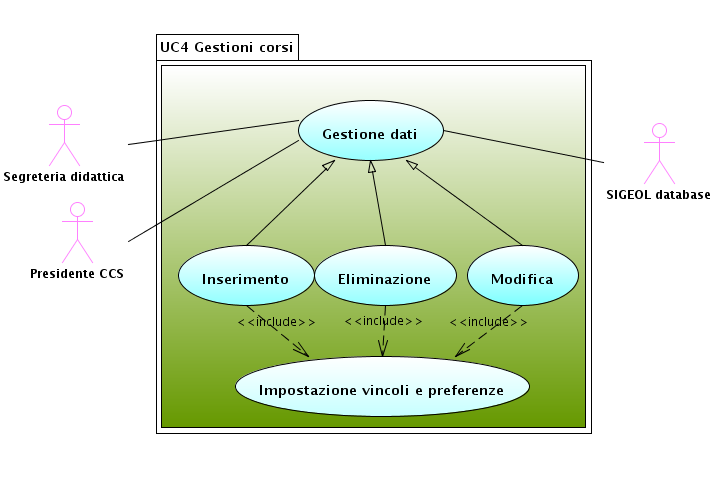 UC4 Gestioni corsi
Gestione dati
Segreteria didattica
SIGEOL database
Presidente CCS
Inserimento
Eliminazione
Modifica
<<include>>
<<include>>
<<include>>
Impostazione vincoli e preferenze